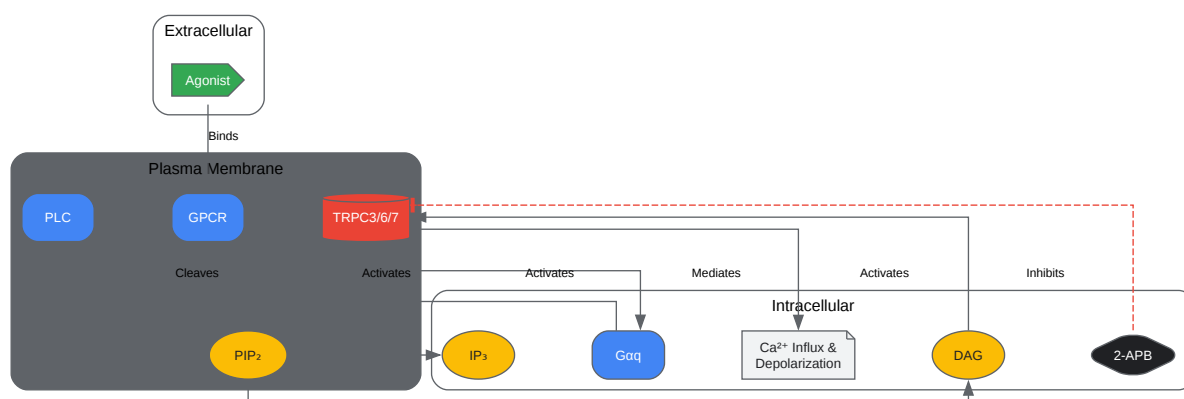 Extracellular
Agonist
Binds
Plasma Membrane
PLC
GPCR
TRPC3/6/7
Cleaves
Activates
Activates
Mediates
Activates
Inhibits
Intracellular
PIP₂
IP₃
Gαq
Ca²⁺ Influx &
Depolarization
DAG
2-APB